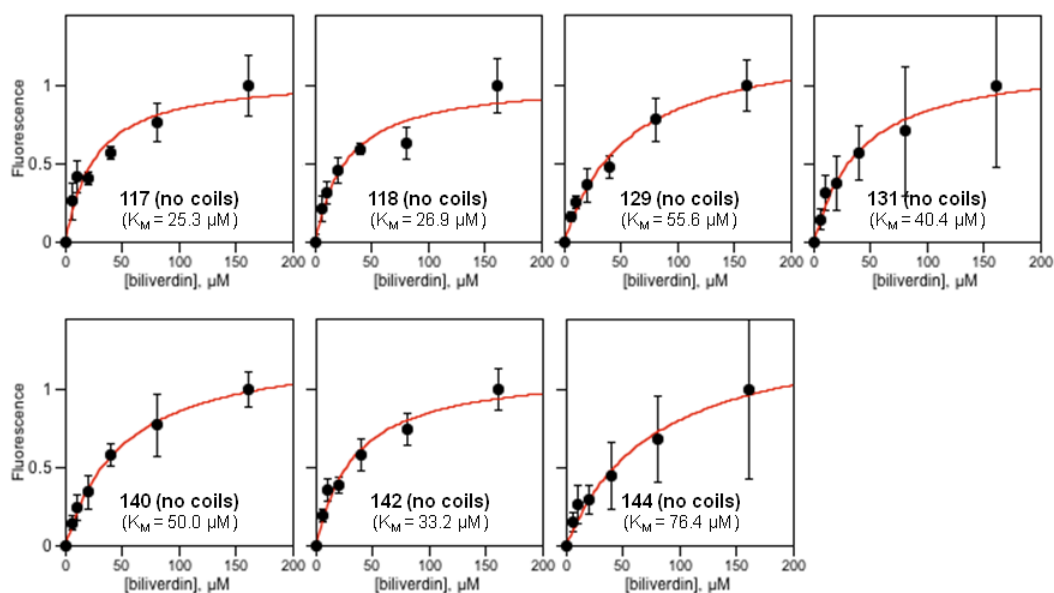 Fluorescence
1
0.5
0
117 (no coils)
(KM = 25.3 µM)
0 50 100 150 200
[biliverdin], µM
118 (no coils)
(KM = 26.9 µM)
0 50 100 150 200
[biliverdin], µM
129 (no coils)
(KM = 55.6 µM)
0 50 100 150 200
[biliverdin], µM
131 (no coils)
(KM = 40.4 µM)
0 50 100 150 200
[biliverdin], µM
Fluorescence
1
0.5
0
140 (no coils)
(KM = 50.0 µM)
0 50 100 150 200
[biliverdin], µM
142 (no coils)
(KM = 33.2 µM)
0 50 100 150 200
[biliverdin], µM
144 (no coils)
(KM = 76.4 µM)
0 50 100 150 200
[biliverdin], µM